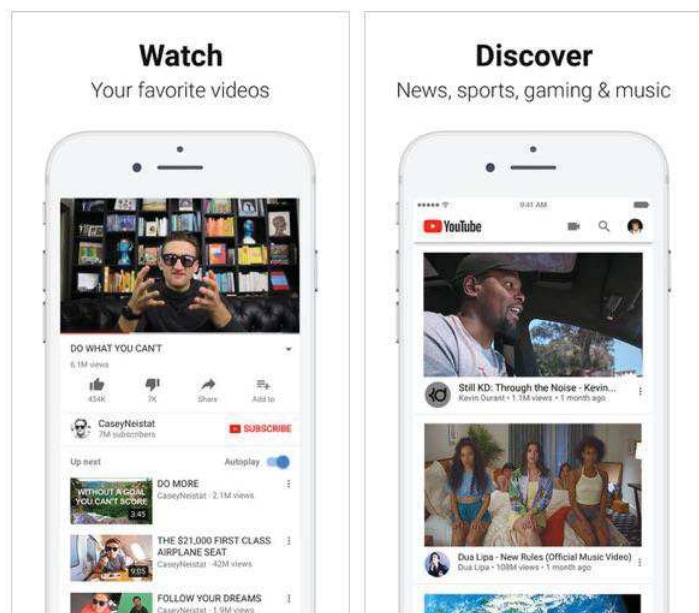 Watch
Your favorite videos
DO WHAT YOU CAN'T
6.1M views
434K
7K
Share
Add to
CaseyNeistat
7M subscribers
SUBSCRIBE
Up next
Autoplay
WITHOUT A GOAL
YOU CAN'T SCORE
3:45
DO MORE
CaseyNeistat · 2.1M views
9:05
THE $21,000 FIRST CLASS
AIRPLANE SEAT
CaseyNeistat · 42M views
FOLLOW YOUR DREAMS
CaseyNeistat · 1.9M views
Discover
News, sports, gaming & music
9:41 AM
YouTube
Still KD: Through the Noise - Kevin...
Kevin Durant • 1.1M views • 1 month ago
Dua Lipa - New Rules (Official Music Video)
Dua Lipa • 108M views • 1 month ago